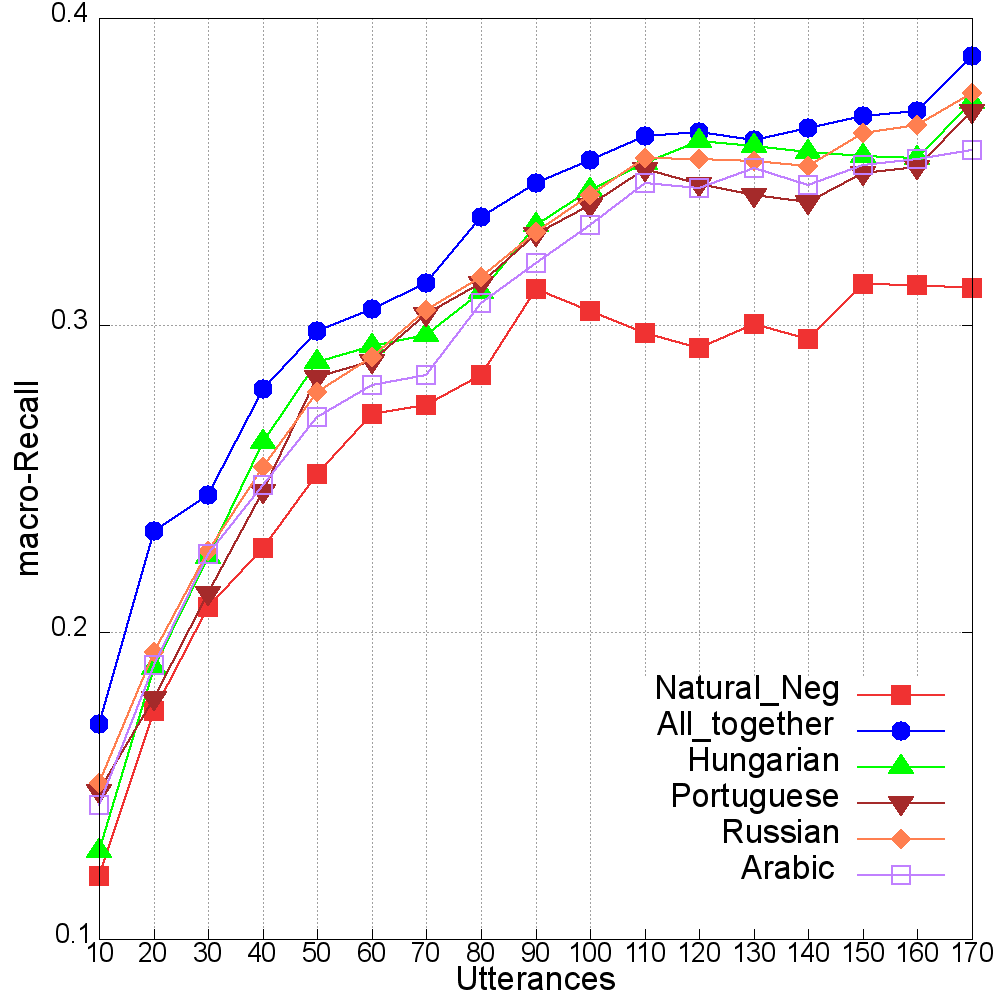 0.4
0.3
0.2
0.1
macro-Recall
Natural_Neg
All_together
Hungarian
Portuguese
Russian
Arabic
10 20 30 40 50 60 70 80 90 100 110 120 130 140 150 160 170
Utterances